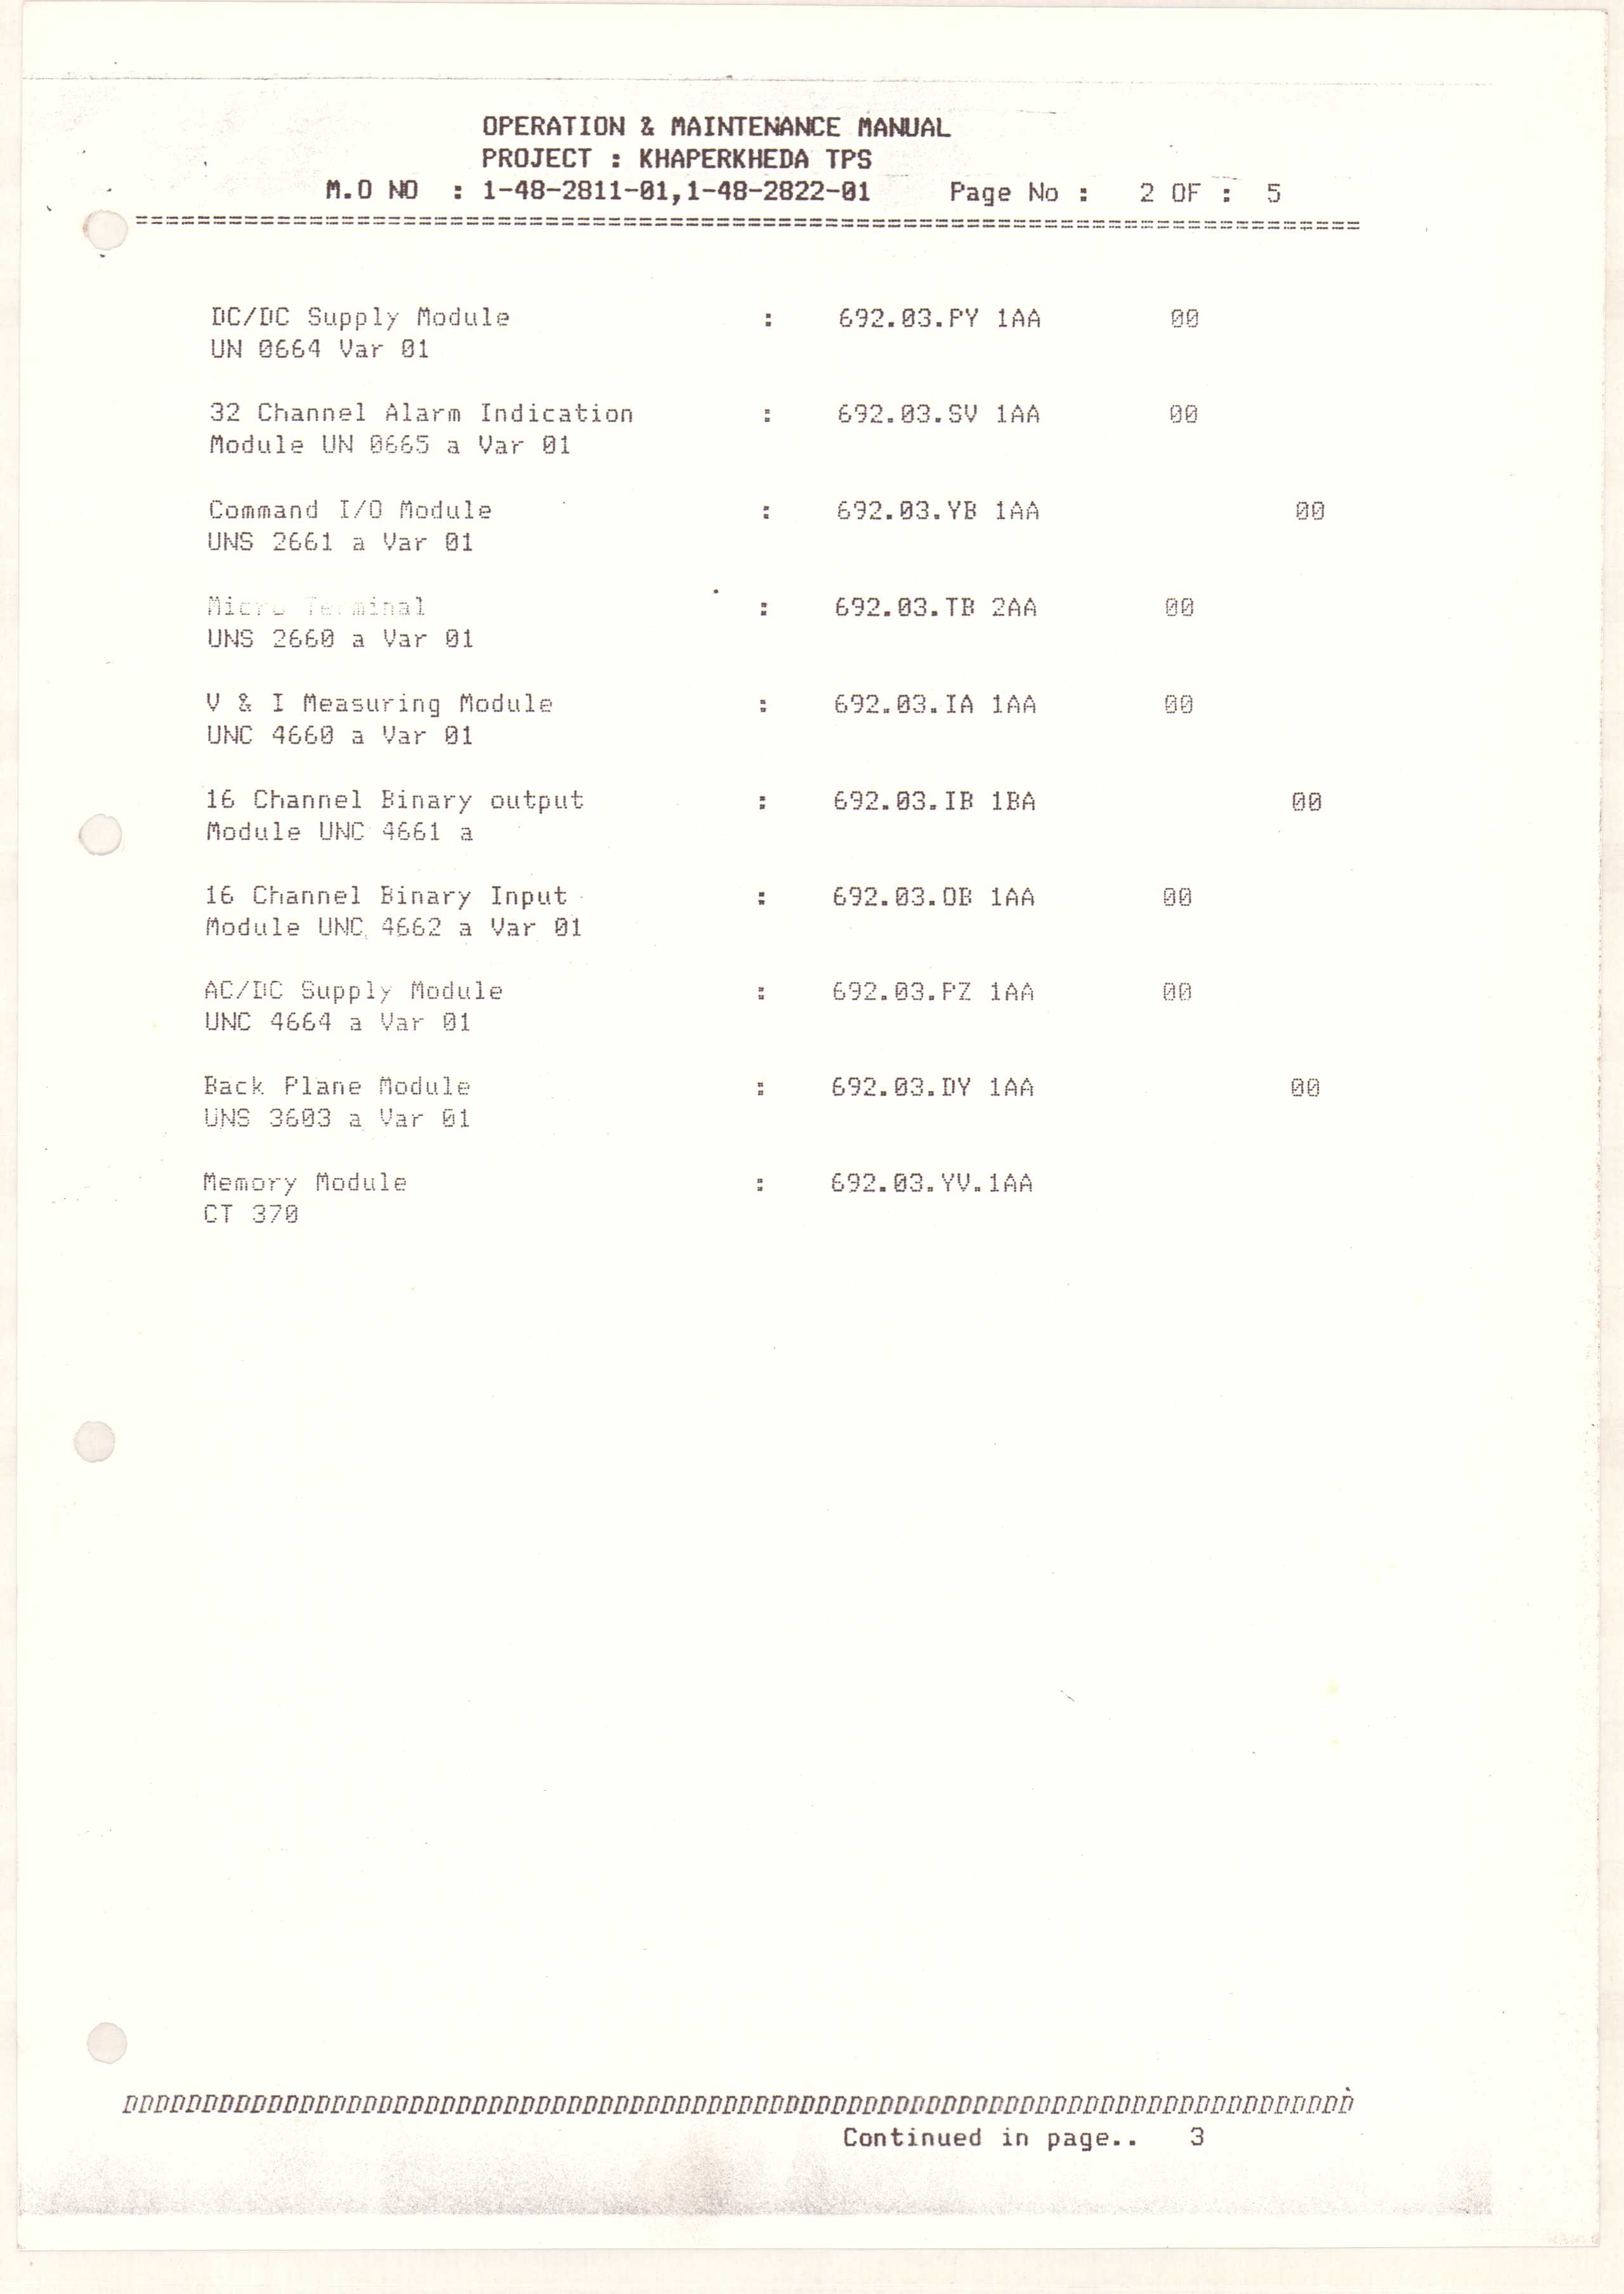 OPERATION & MAINTENANCE MANUAL
PROJECT : KHAPERKHEDA TPS
M.O NO : 1-48-2811-01,1-48-2822-01 Page No : 2 OF : 5
===============================================================================
DC/DC Supply Module : 692.03.PY 1AA 00
UN 0664 Var 01
32 Channel Alarm Indication : 692.03.SV 1AA 00
Module UN 0665 a Var 01
Command I/O Module : 692.03.YB 1AA 00
UNS 2661 a Var 01
Micro Terminal : 692.03.TB 2AA 00
UNS 2660 a Var 01
V & I Measuring Module : 692.03.IA 1AA 00
UNC 4660 a Var 01
16 Channel Binary output : 692.03.IB 1BA 00
Module UNC 4661 a
16 Channel Binary Input : 692.03.OB 1AA 00
Module UNC 4662 a Var 01
AC/DC Supply Module : 692.03.PZ 1AA 00
UNC 4664 a Var 01
Back Plane Module : 692.03.DY 1AA 00
UNS 3603 a Var 01
Memory Module : 692.03.YV.1AA
CT 370
DDDDDDDDDDDDDDDDDDDDDDDDDDDDDDDDDDDDDDDDDDDDDDDDDDDDDDDDDDDDDDDDDDDDDDDDDDDDDD
Continued in page.. 3